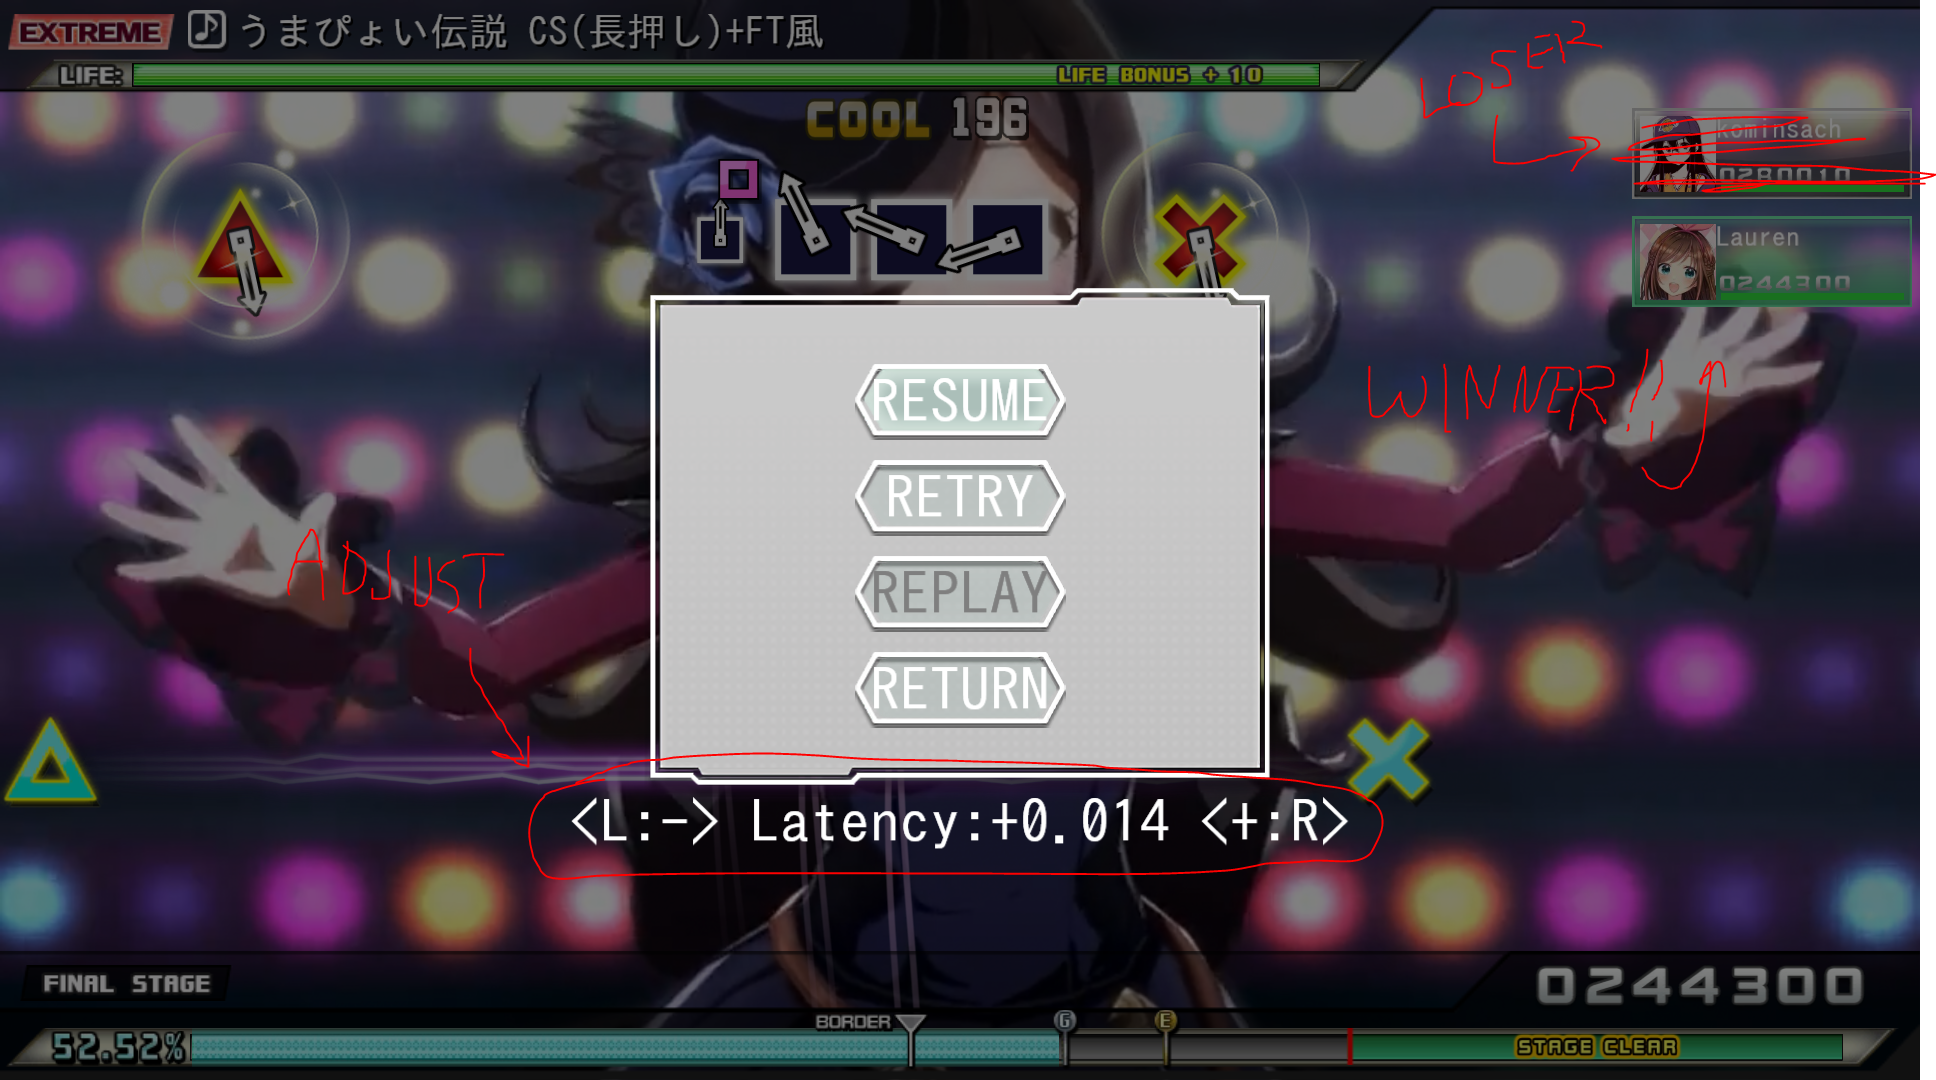 EXTREME うまぴょい伝説 CS(長押し)+FT風
LIFE: LIFE BONUS + 10
COOL 196
LOSER
kominsach
0280010
Lauren
0244300
WINNER!!
RESUME
RETRY
REPLAY
RETURN
ADJUST
<L:-> Latency:+0.014 <+:R>
FINAL STAGE
0244300
BORDER G E
52.52% STAGE CLEAR